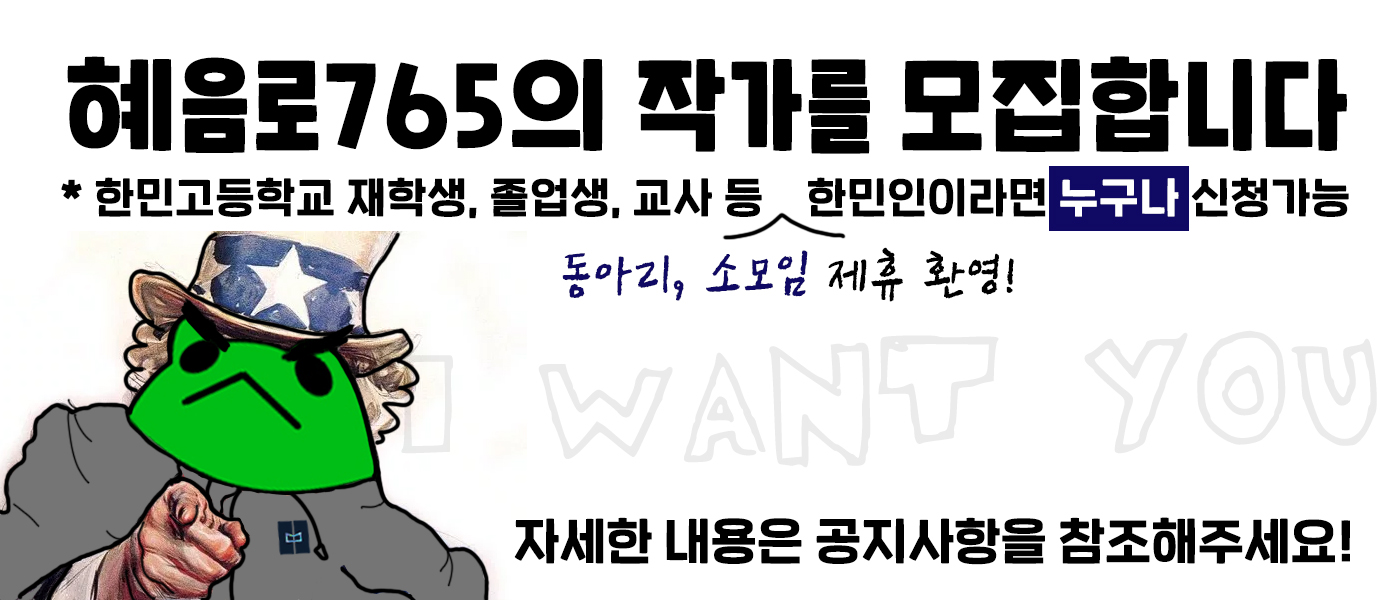 혜음로765의 작가를 모집합니다
* 한민고등학교 재학생, 졸업생, 교사 등 한민인이라면 누구나 신청가능
동아리, 소모임 제휴 환영!
I WANT YOU
자세한 내용은 공지사항을 참조해주세요!